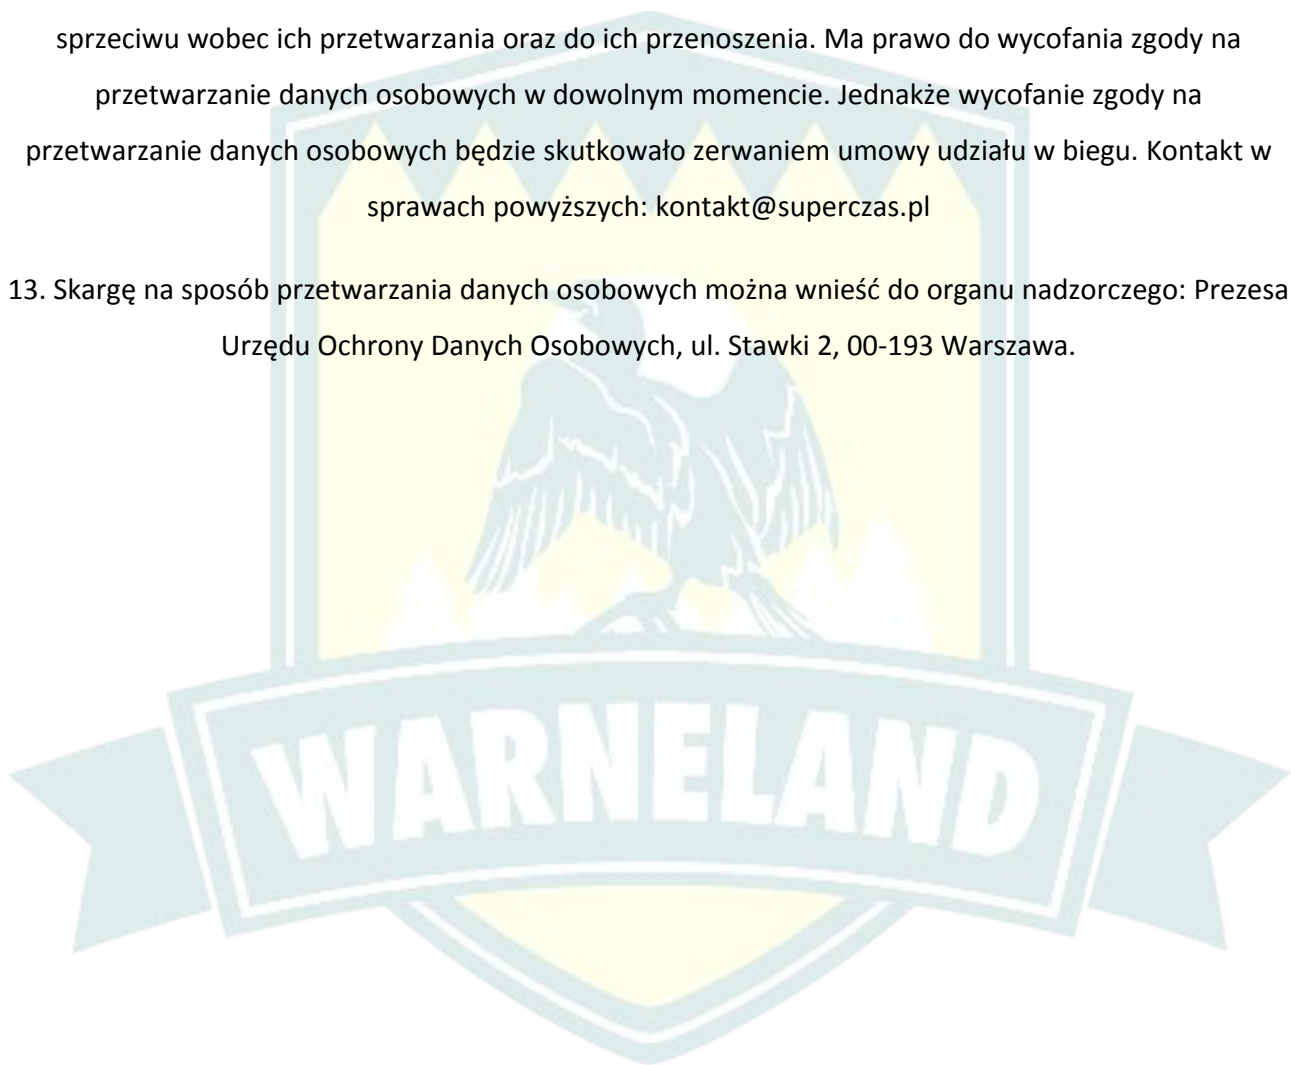 sprzeciwu wobec ich przetwarzania oraz do ich przenoszenia. Ma prawo do wycofania zgody na
przetwarzanie danych osobowych w dowolnym momencie. Jednakże wycofanie zgody na
przetwarzanie danych osobowych będzie skutkowało zerwaniem umowy udziału w biegu. Kontakt w
sprawach powyższych: kontakt@superczas.pl
13. Skargę na sposób przetwarzania danych osobowych można wnieść do organu nadzorczego: Prezesa
Urzędu Ochrony Danych Osobowych, ul. Stawki 2, 00-193 Warszawa.
WARNELAND